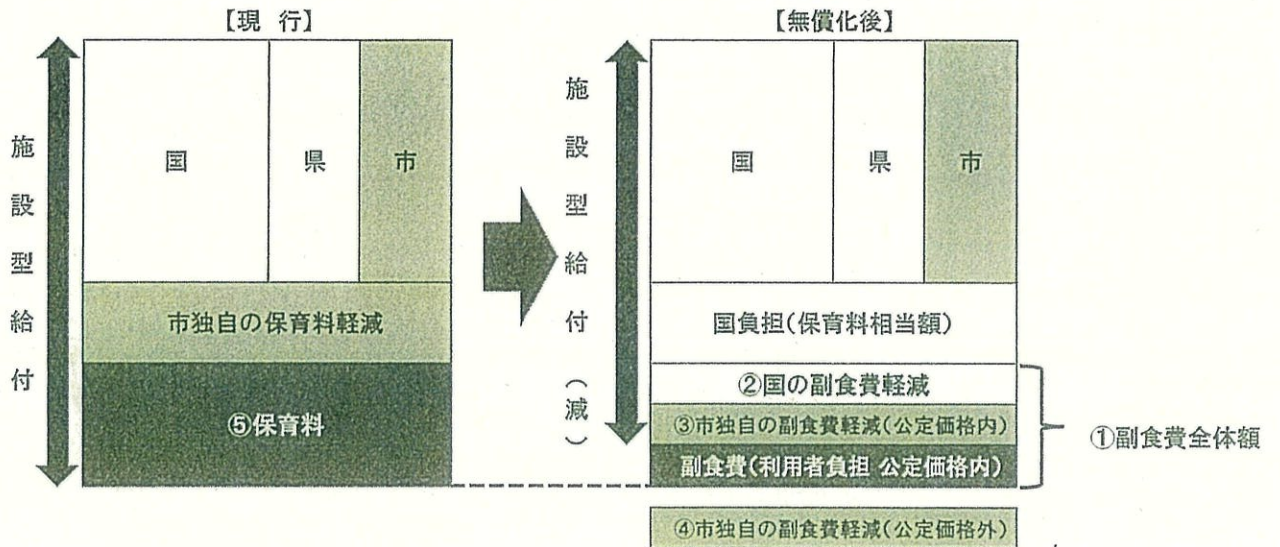 【現 行】
施設型給付
国
県
市
市独自の保育料軽減
⑤保育料
【無償化後】
施設型給付(減)
国
県
市
国負担(保育料相当額)
②国の副食費軽減
③市独自の副食費軽減(公定価格内)
副食費(利用者負担 公定価格内)
①副食費全体額
④市独自の副食費軽減(公定価格外)